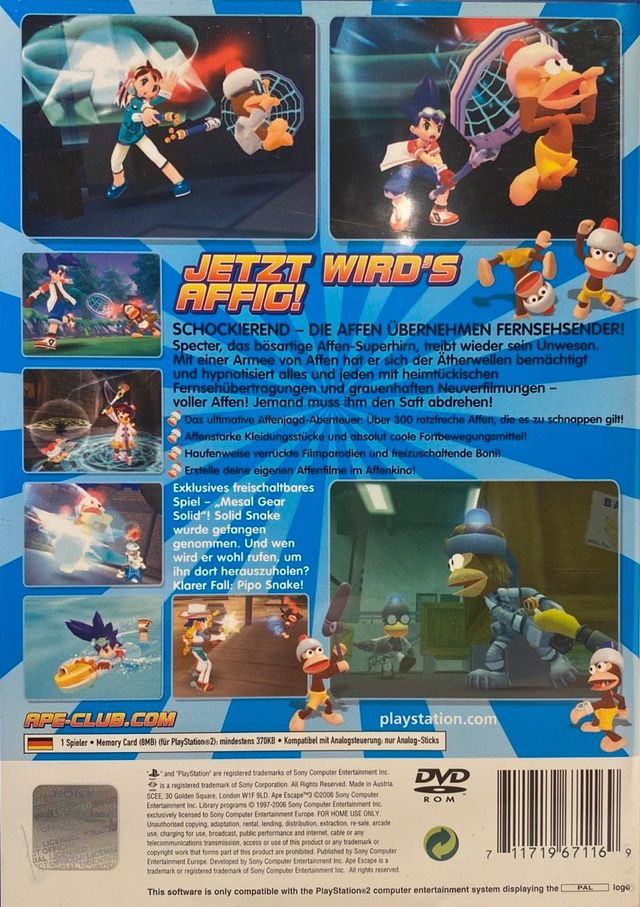 JETZT WIRD'S
AFFIG!
SCHOCKIEREND – DIE AFFEN ÜBERNEHMEN FERNSEHSENDER!
Specter, das bösartige Affen-Superhirn, treibt wieder sein Unwesen.
Mit einer Armee von Affen hat er sich der Ätherwellen bemächtigt
und hypnotisiert alles und jeden mit heimtückischen
Fernsehübertragungen und grauenhaften Neuverfilmungen –
voller Affen! Jemand muss ihm den Saft abdrehen!
Das ultimative Affenjagd-Abenteuer: Über 300 rotzfreche Affen, die es zu schnappen gilt!
Affenstarke Kleidungsstücke und absolut coole Fortbewegungsmittel!
Haufenweise verrückte Filmparodien und freizuschaltende Boni!
Erstelle deine eigenen Affenfilme im Affenkino!
Exklusives freischaltbares
Spiel – „Mesal Gear
Solid“! Solid Snake
wurde gefangen
genommen. Und wen
wird er wohl rufen, um
ihn dort herauszuholen?
Klarer Fall: Pipo Snake!
APE-CLUB.COM
playstation.com
1 Spieler • Memory Card (8MB) (für PlayStation®2): mindestens 370KB • Kompatibel mit Analogsteuerung: nur Analog-Sticks
and "PlayStation" are registered trademarks of Sony Computer Entertainment Inc.
is a registered trademark of Sony Corporation. All Rights Reserved. Made in Austria.
SCEE, 30 Golden Square, London W1F 9LD. Ape Escape™3 ©2006 Sony Computer
Entertainment Inc. Library programs © 1997-2006 Sony Computer Entertainment Inc.
exclusively licensed to Sony Computer Entertainment Europe. FOR HOME USE ONLY.
Unauthorised copying, adaptation, rental, lending, distribution, extraction, re-sale, arcade
use, charging for use, broadcast, public performance and internet, cable or any
telecommunications transmission, access or use of this product or any trademark or
copyright work that forms part of this product are prohibited. Published by Sony Computer
Entertainment Europe. Developed by Sony Computer Entertainment Inc. Ape Escape is a
trademark or registered trademark of Sony Computer Entertainment Inc. All rights reserved.
SONY
DVD
ROM
7 11719 67116 9
This software is only compatible with the PlayStation®2 computer entertainment system displaying the PAL logo